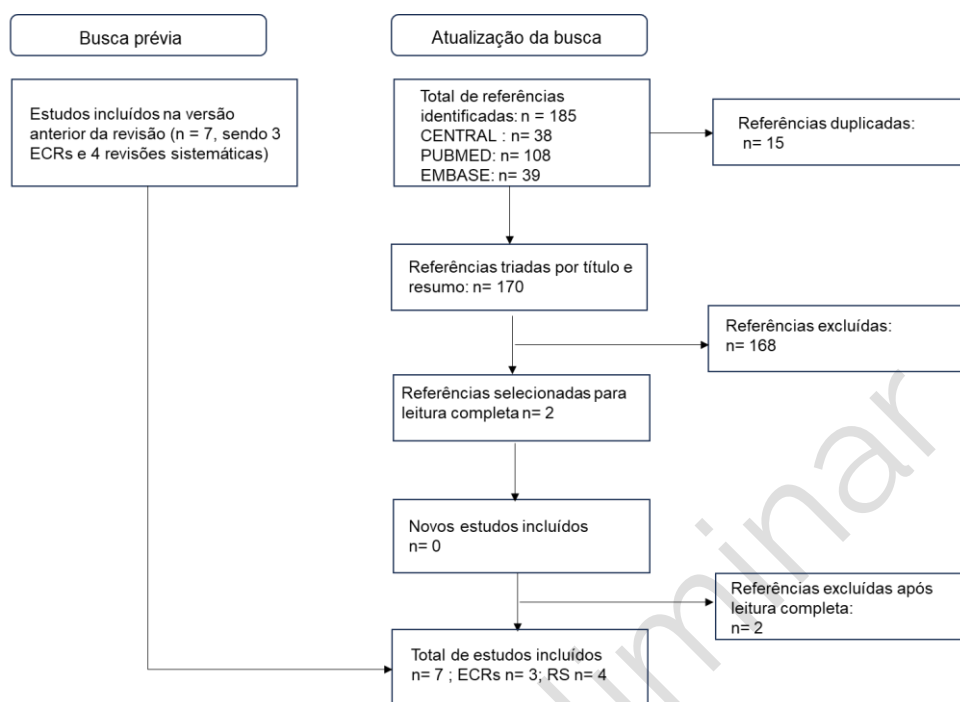 Busca prévia
Atualização da busca
Estudos incluídos na versão
anterior da revisão (n = 7, sendo 3
ECRs e 4 revisões sistemáticas)
Total de referências
identificadas: n = 185
CENTRAL : n= 38
PUBMED: n= 108
EMBASE: n= 39
Referências duplicadas:
n= 15
Referências triadas por título e
resumo: n= 170
Referências excluídas:
n= 168
Referências selecionadas para
leitura completa n= 2
Novos estudos incluídos
n= 0
Referências excluídas após
leitura completa:
n= 2
Total de estudos incluídos
n= 7 ; ECRs n= 3; RS n= 4
liminar